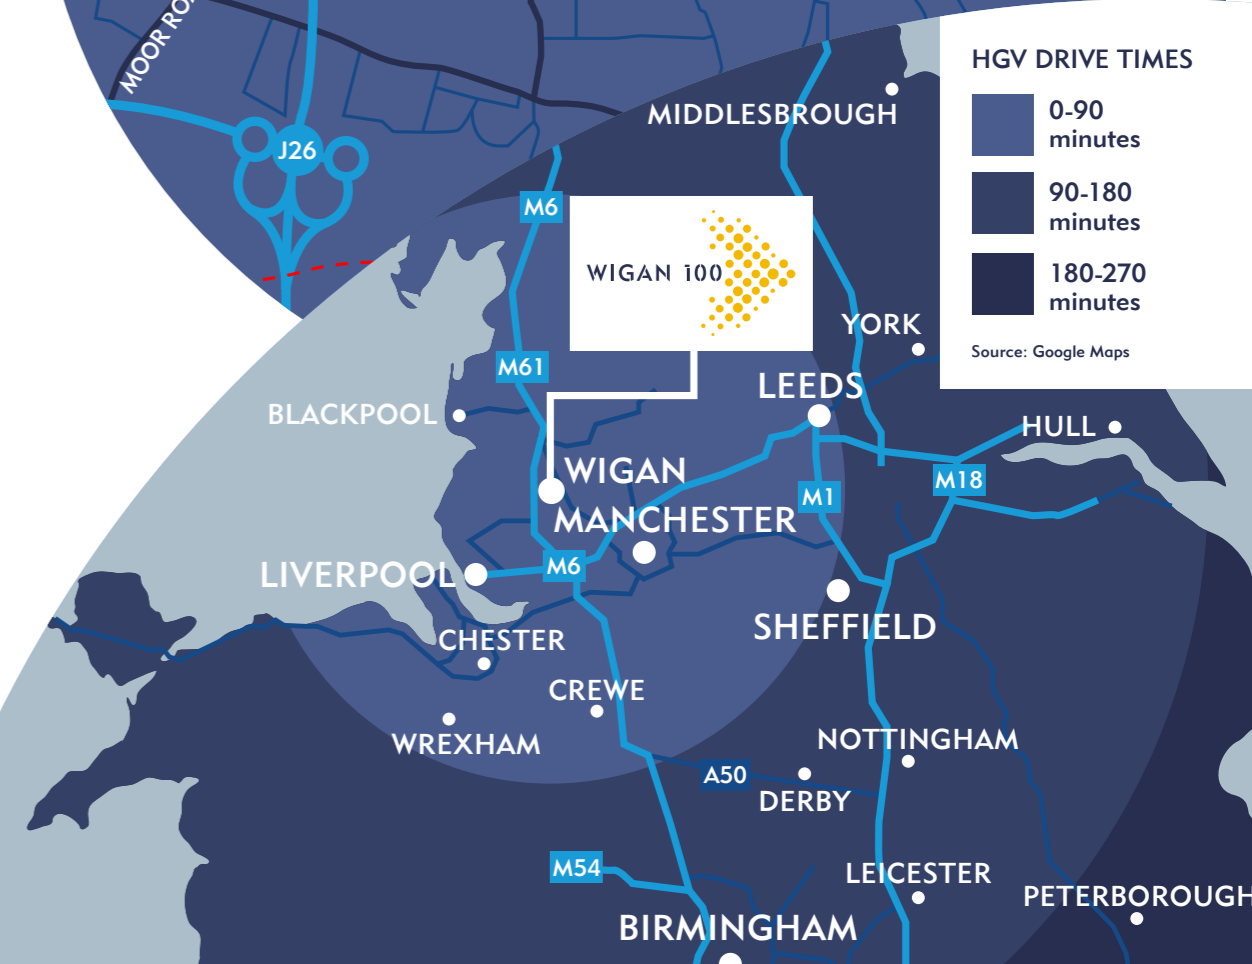 MOOR RO
J26
HGV DRIVE TIMES
0-90
minutes
90-180
minutes
180-270
minutes
Source: Google Maps
MIDDLESBROUGH
M6
WIGAN 100
YORK
M61
LEEDS
BLACKPOOL
HULL
WIGAN
M18
M1
MANCHESTER
M6
LIVERPOOL
SHEFFIELD
CHESTER
CREWE
WREXHAM
NOTTINGHAM
A50
DERBY
M54
LEICESTER
PETERBOROUGH
BIRMINGHAM